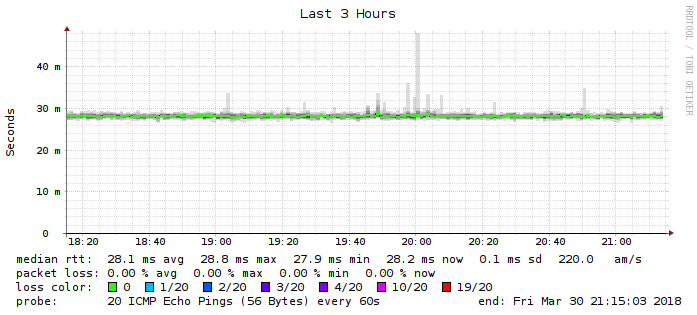 Last 3 Hours
RRDTOOL / TOBI OETIKER
Seconds
40 m
30 m
20 m
10 m
0
18:20 18:40 19:00 19:20 19:40 20:00 20:20 20:40 21:00
median rtt: 28.1 ms avg 28.8 ms max 27.9 ms min 28.2 ms now 0.1 ms sd 220.0 am/s
packet loss: 0.00 % avg 0.00 % max 0.00 % min 0.00 % now
loss color: 0 1/20 2/20 3/20 4/20 10/20 19/20
probe: 20 ICMP Echo Pings (56 Bytes) every 60s end: Fri Mar 30 21:15:03 2018